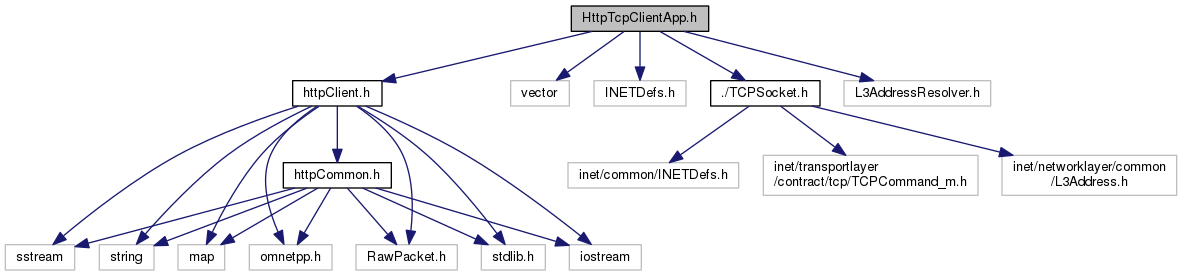 HttpTcpClientApp.h
httpClient.h
vector
INETDefs.h
./TCPSocket.h
L3AddressResolver.h
httpCommon.h
inet/common/INETDefs.h
inet/transportlayer
/contract/tcp/TCPCommand_m.h
inet/networklayer/common
/L3Address.h
sstream
string
map
omnetpp.h
RawPacket.h
stdlib.h
iostream